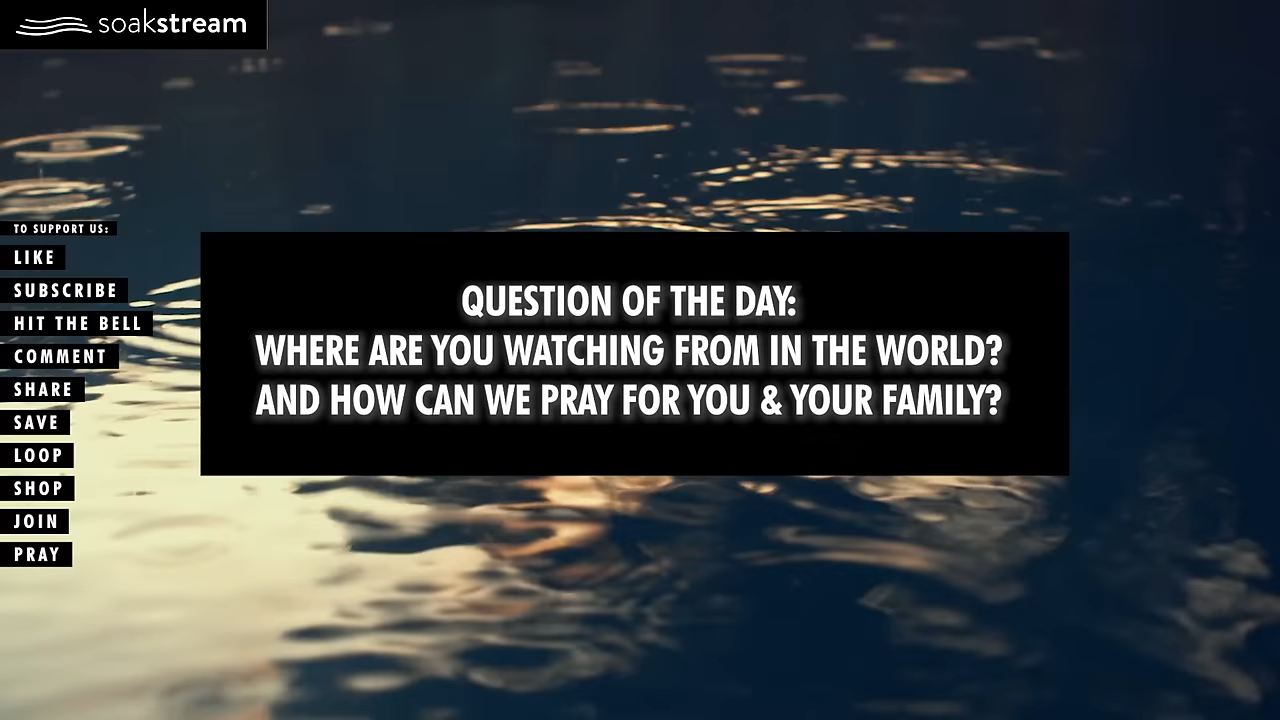 soakstream
TO SUPPORT US:
LIKE
SUBSCRIBE
HIT THE BELL
COMMENT
SHARE
SAVE
LOOP
SHOP
JOIN
PRAY
QUESTION OF THE DAY:
WHERE ARE YOU WATCHING FROM IN THE WORLD?
AND HOW CAN WE PRAY FOR YOU & YOUR FAMILY?